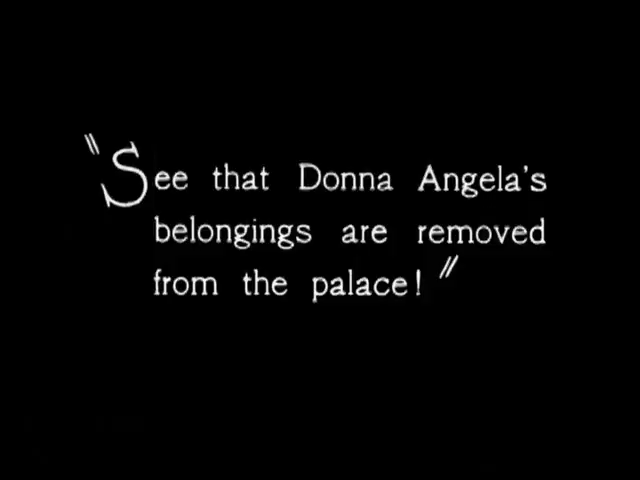 "See that Donna Angela's
belongings are removed
from the palace!"